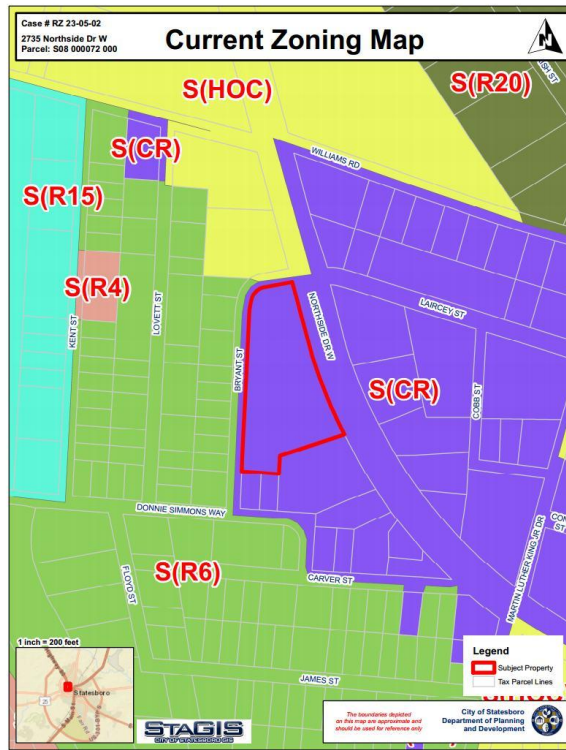 Case # RZ 23-05-02
2735 Northside Dr W
Parcel: S08 000072 000
Current Zoning Map
N
S(HOC)
S(R20)
S(CR)
WILLIAMS RD
S(R15)
S(R4)
LOVETT ST
KENT ST
NORTHSIDE DR W
LAIRCEY ST
BRYANT ST
S(CR)
COBB ST
DONNIE SIMMONS WAY
MARTIN LUTHER KING JR DR
S(R6)
FLOYD ST
CARVER ST
JAMES ST
1 inch = 200 feet
Statesboro
Legend
Subject Property
Tax Parcel Lines
STAGIS
CITY OF STATESBORO GIS
The boundaries depicted
on this map are approximate and
should be used for reference only
City of Statesboro
Department of Planning
and Development